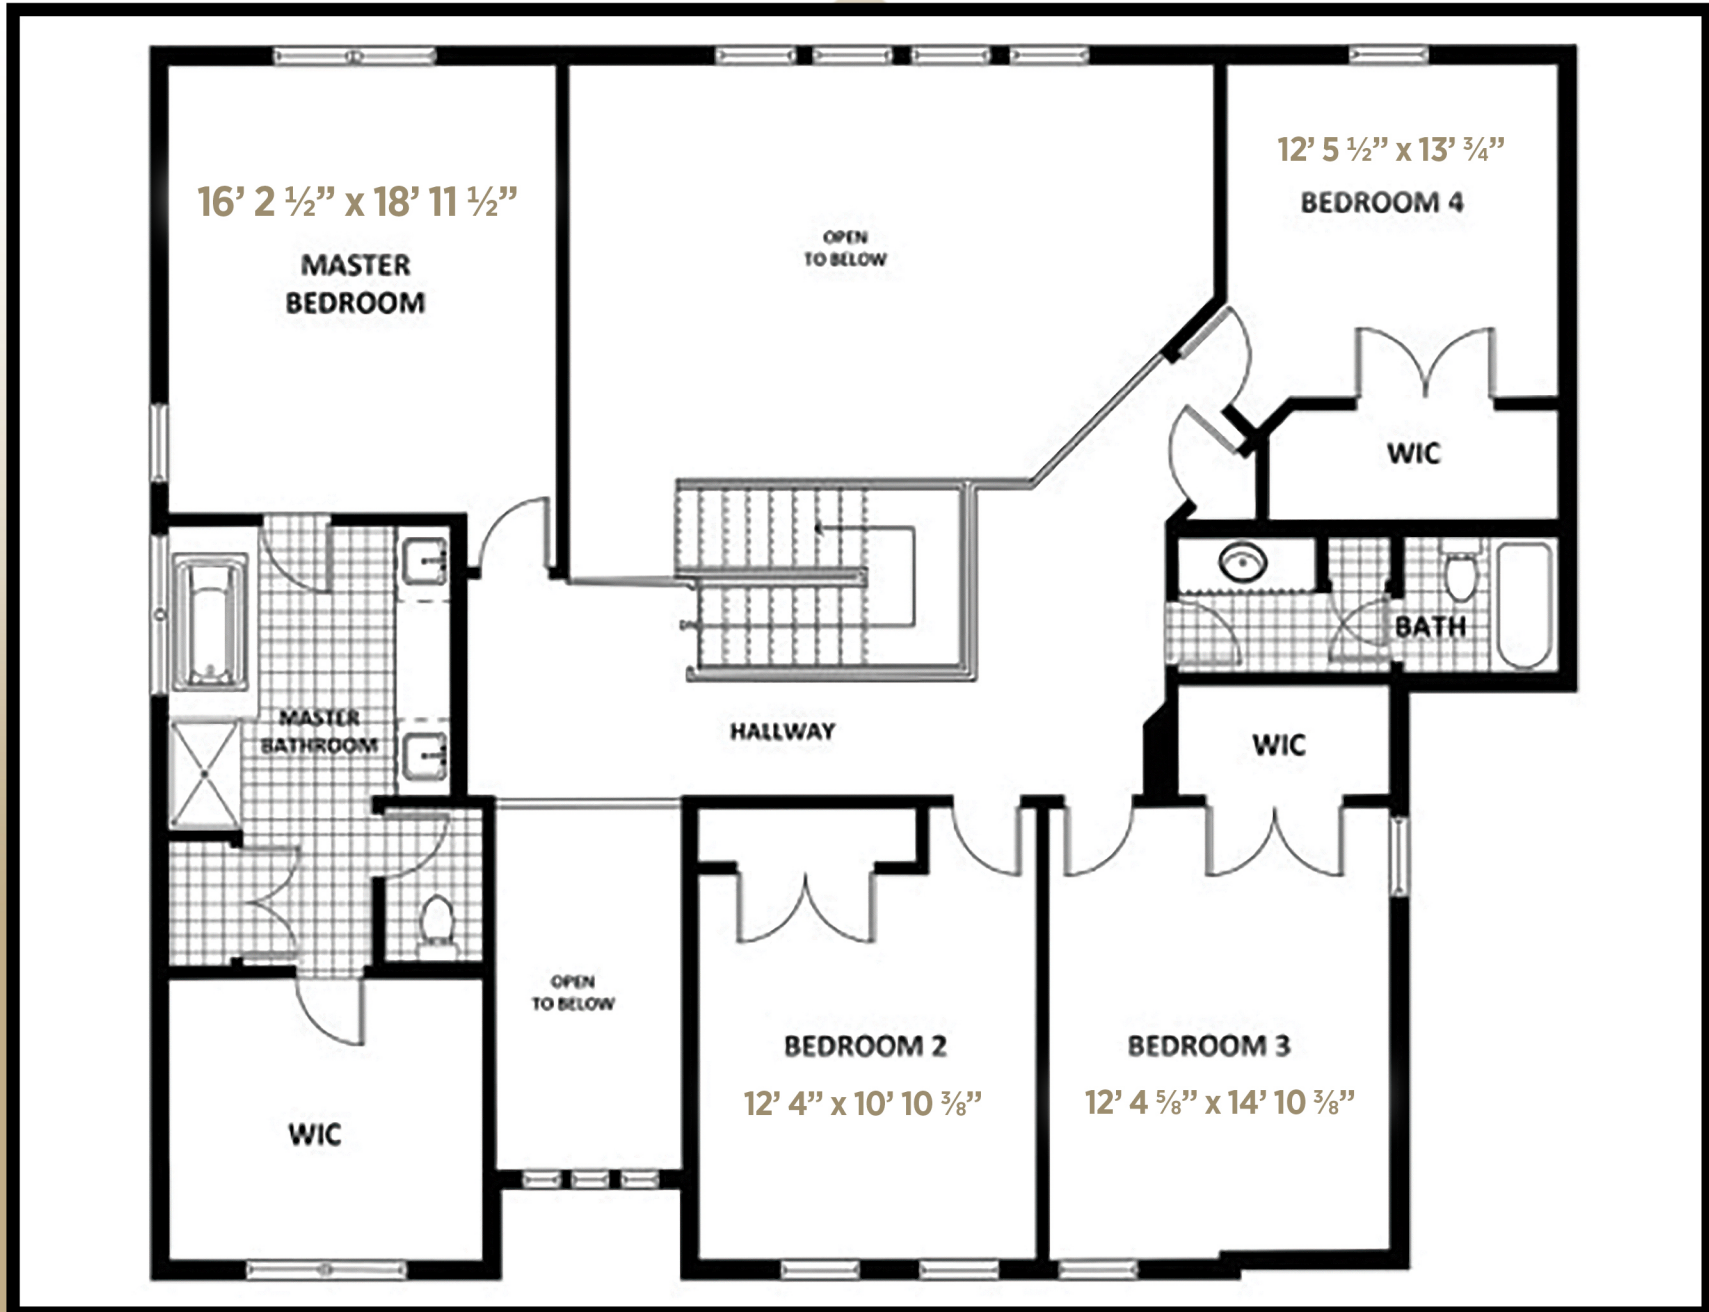 16’ 2 ½” x 18’ 11 ½”
MASTER
BEDROOM
OPEN
TO BELOW
12’ 5 ½” x 13’ ¾”
BEDROOM 4
WIC
BATH
DN
MASTER
BATHROOM
HALLWAY
WIC
OPEN
TO BELOW
BEDROOM 2
12’ 4” x 10’ 10 ⅜”
BEDROOM 3
12’ 4 ⅝” x 14’ 10 ⅜”
WIC